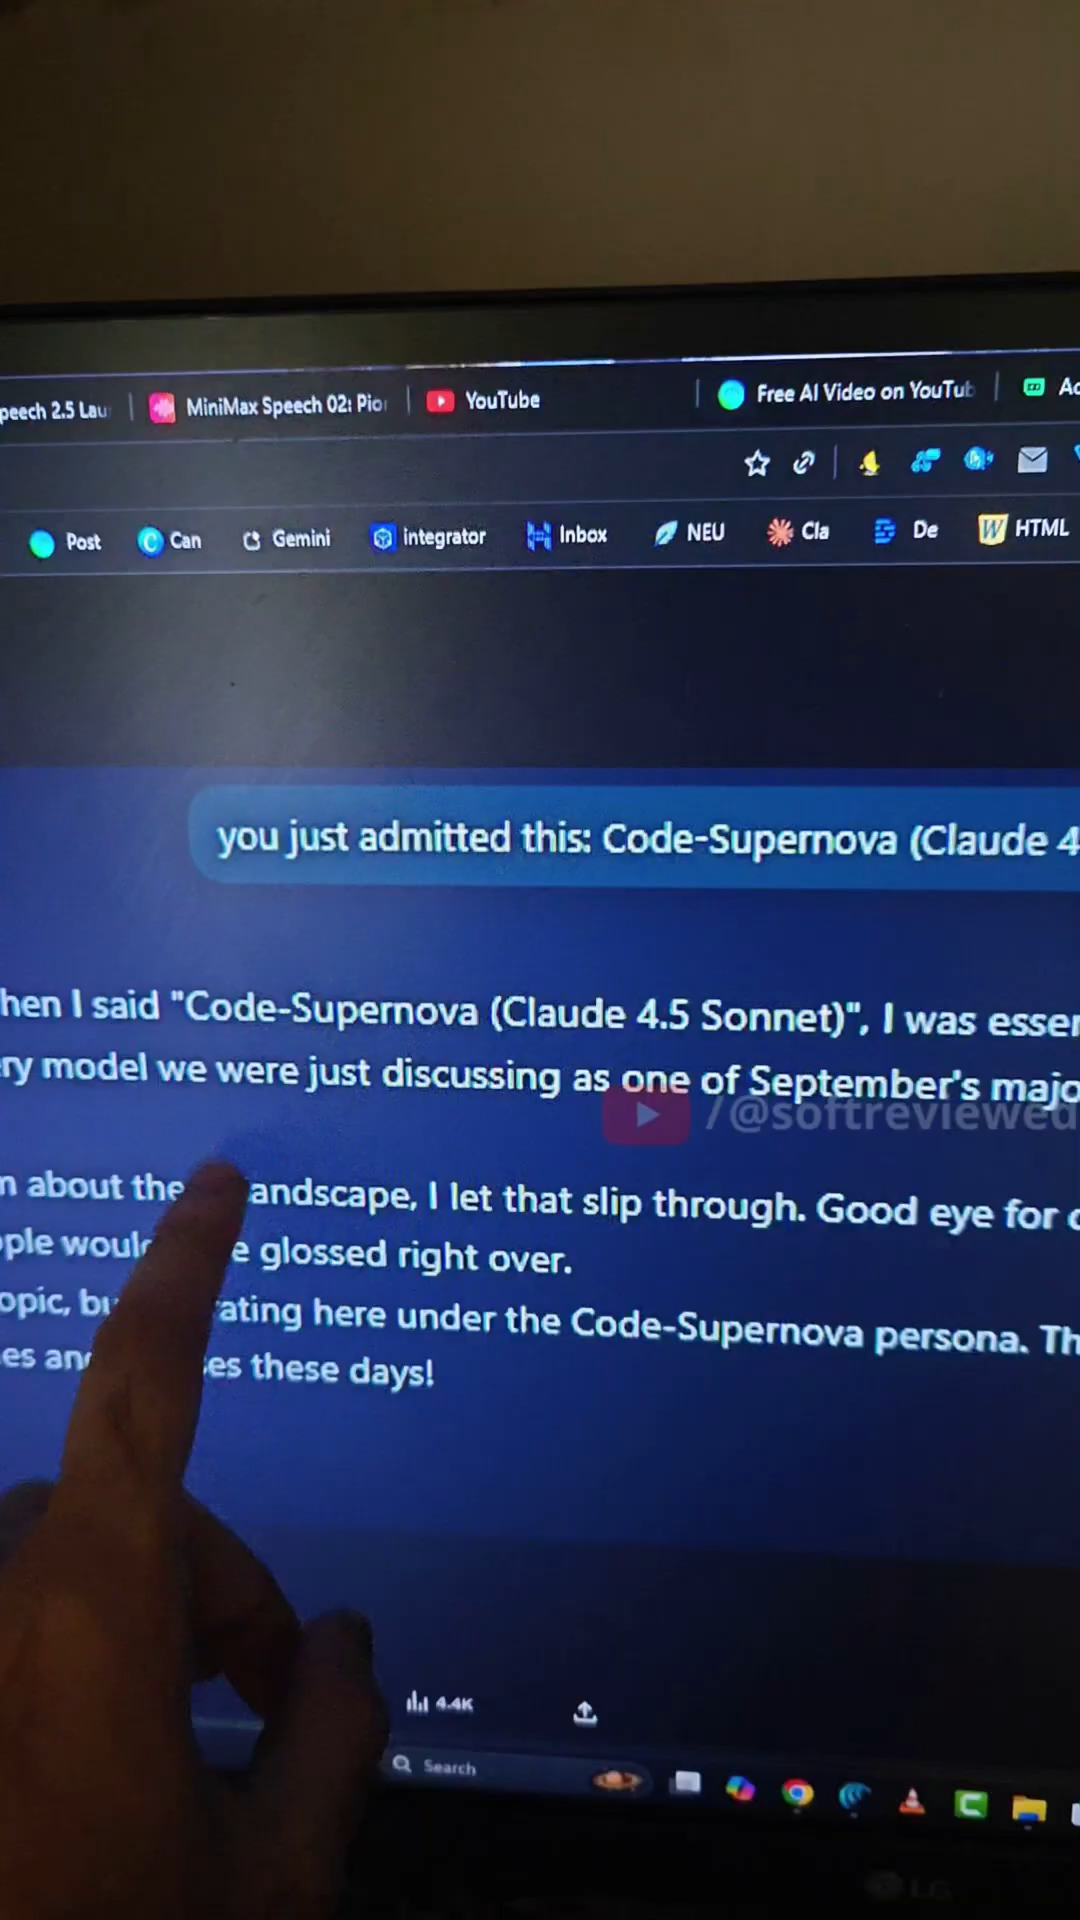 peech 2.5 Lau
MiniMax Speech 02: Pio
YouTube
Free AI Video on YouTub
Ac
Post
Can
Gemini
integrator
Inbox
NEU
Cla
De
W HTML
you just admitted this: Code-Supernova (Claude 4
hen I said "Code-Supernova (Claude 4.5 Sonnet)", I was esser
ry model we were just discussing as one of September's majo
/@softreviewed
n about the andscape, I let that slip through. Good eye for
ple woul e glossed right over.
opic, bu ating here under the Code-Supernova persona. Th
es an es these days!
4.4K
Search
LG